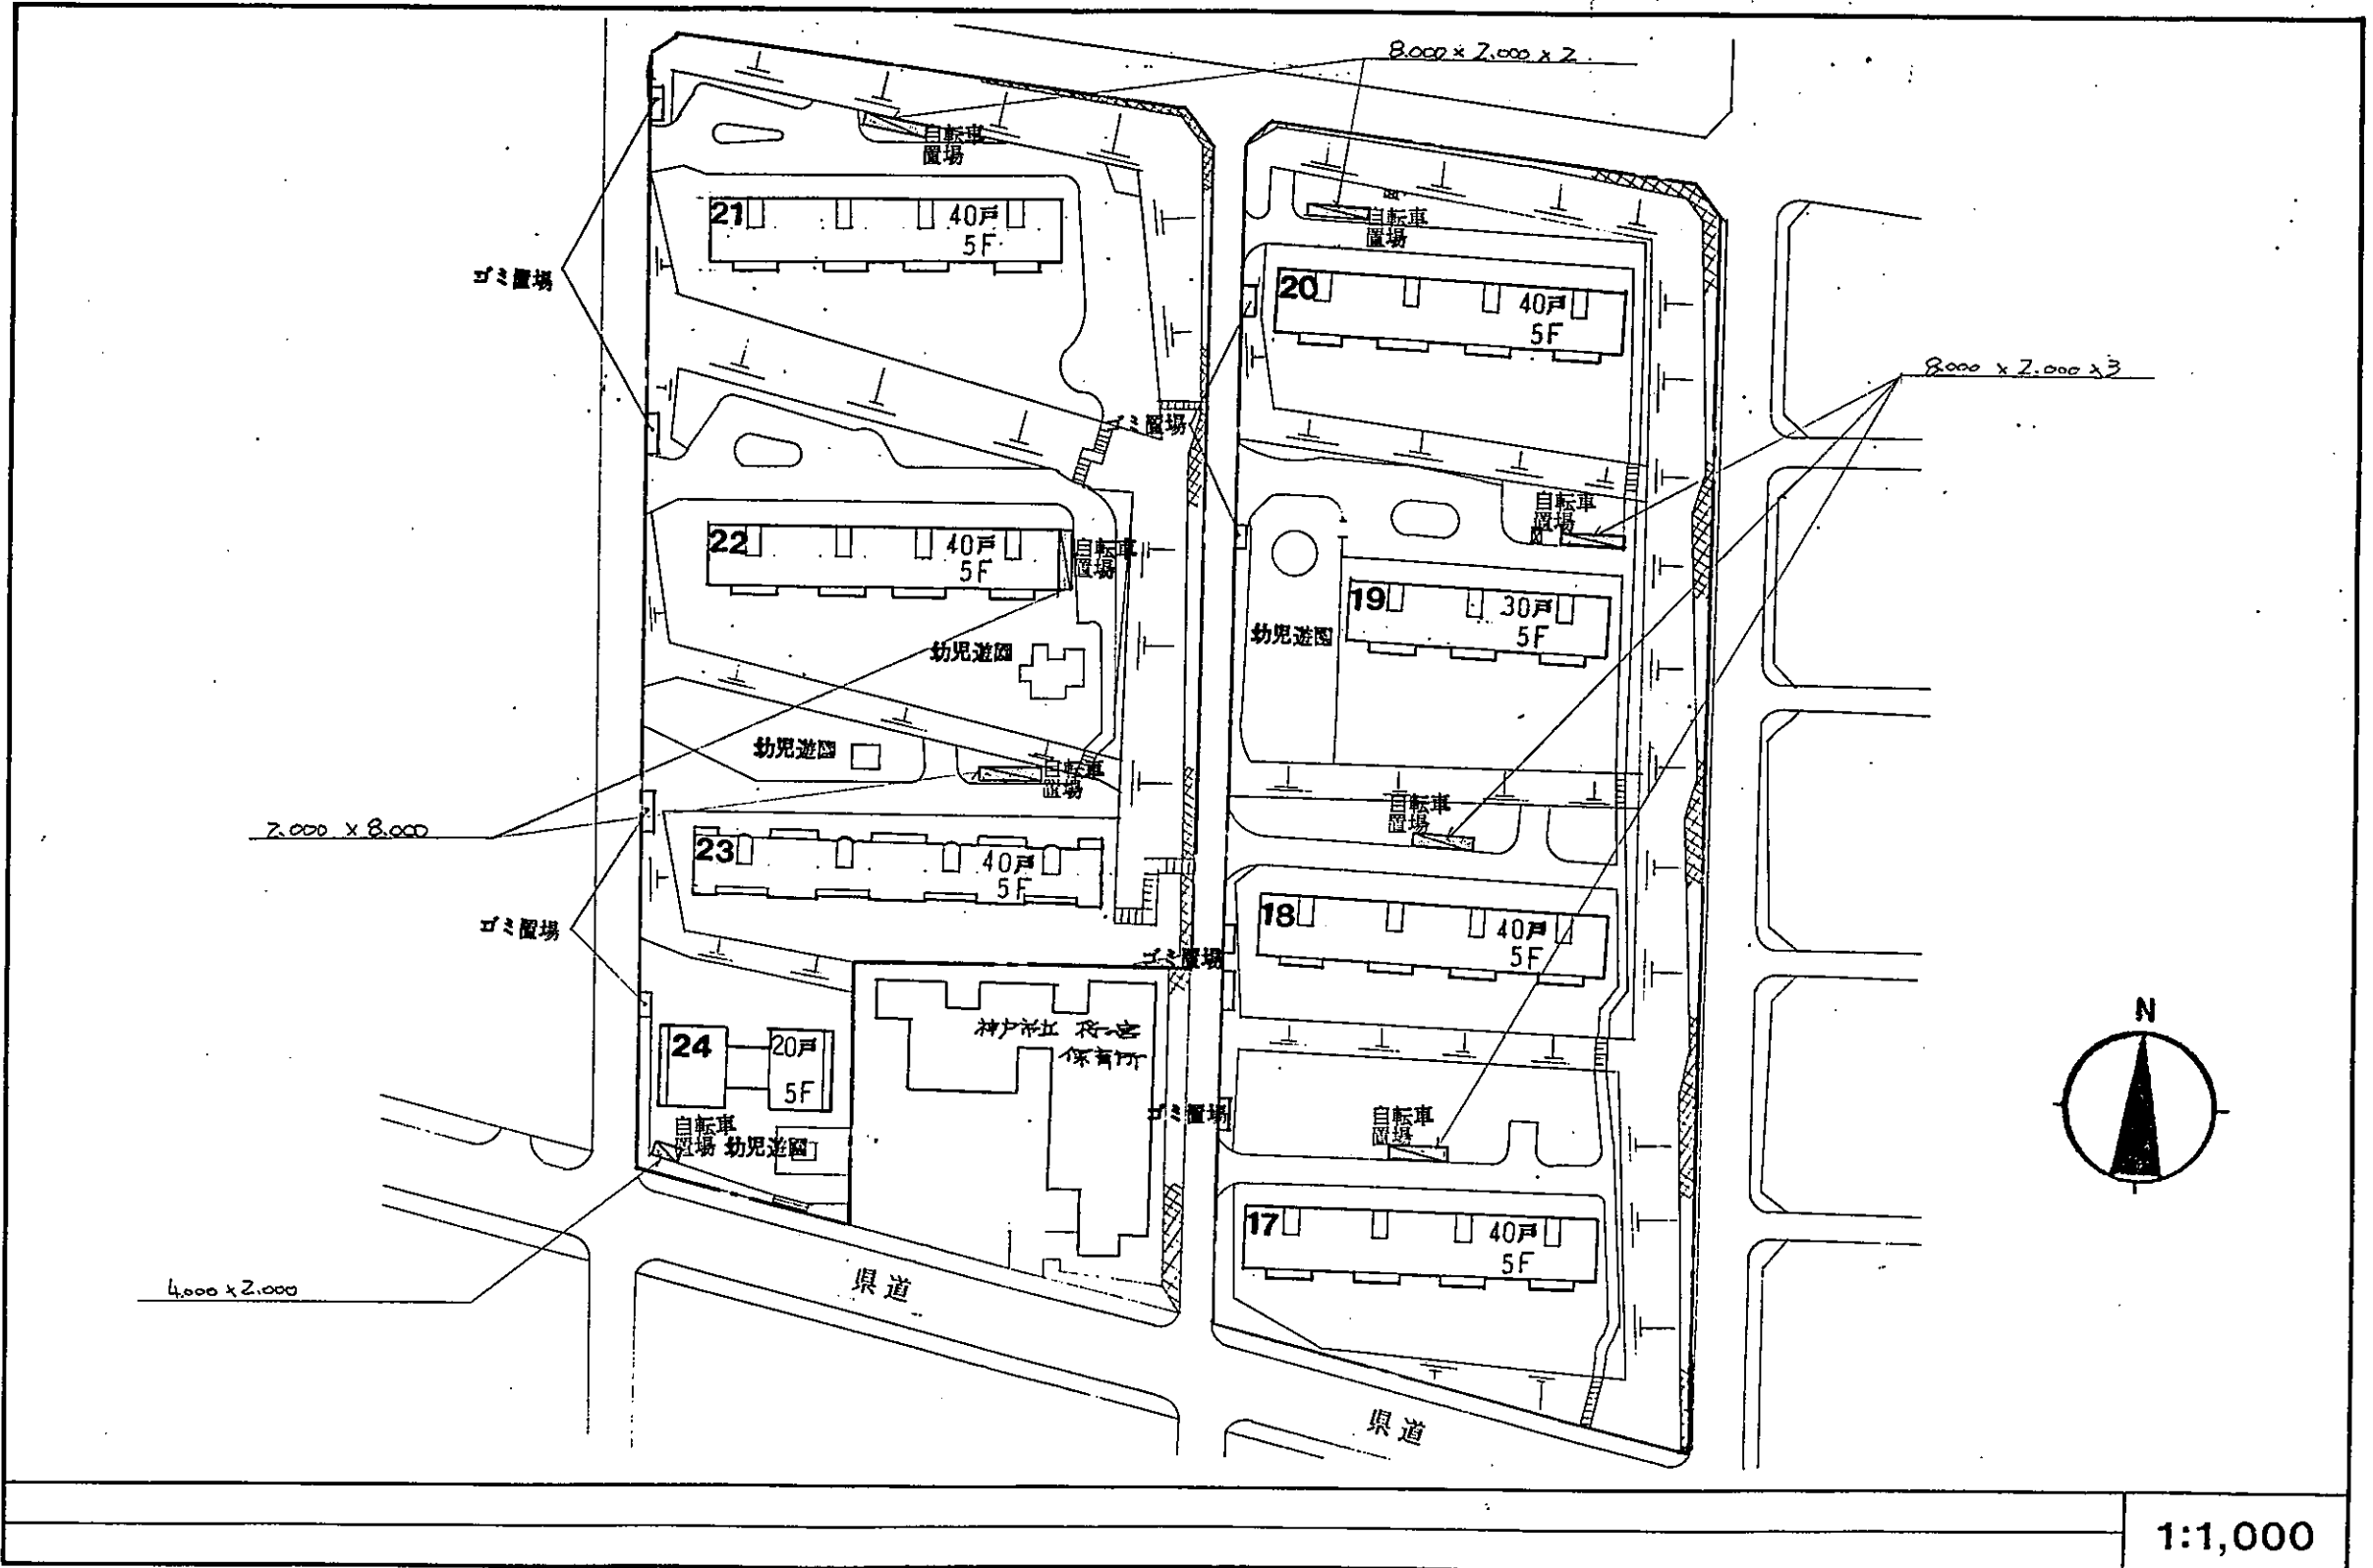 8.000 × 2.000 × 2
自転車
置場
21
40戸
5F
ゴミ置場
自転車
置場
20
40戸
5F
8.000 × 2.000 × 3
ゴミ置場
自転車
置場
22
40戸
5F
自転車
置場
19
30戸
5F
幼児遊園
幼児遊園
幼児遊園
自転車
置場
2.000 × 8.000
自転車
置場
23
40戸
5F
ゴミ置場
18
40戸
5F
ゴミ置場
神戸市立
保育所
24
20戸
5F
自転車
置場
幼児遊園
ゴミ置場
自転車
置場
17
40戸
5F
4.000 × 2.000
県道
県道
N
1:1,000